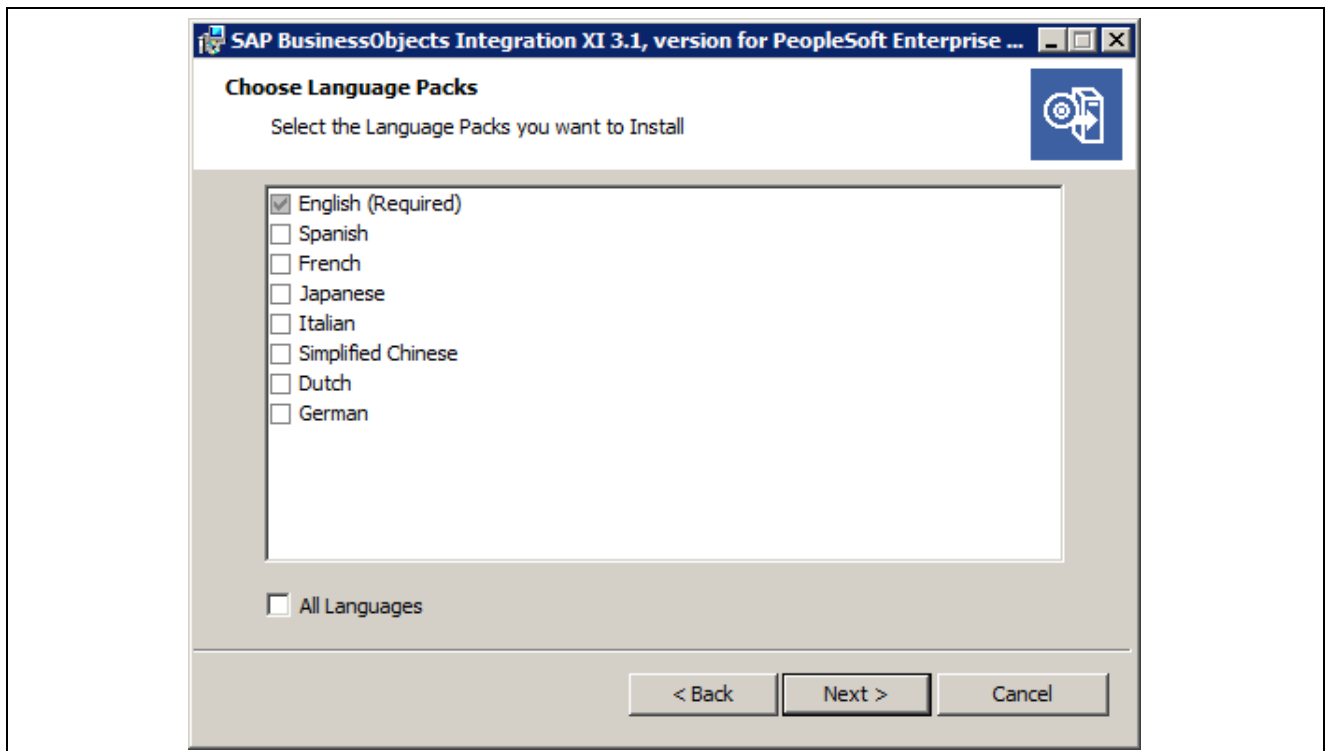 SAP BusinessObjects Integration XI 3.1, version for PeopleSoft Enterprise ...
Choose Language Packs
Select the Language Packs you want to Install
English (Required)
Spanish
French
Japanese
Italian
Simplified Chinese
Dutch
German
All Languages
< Back Next > Cancel